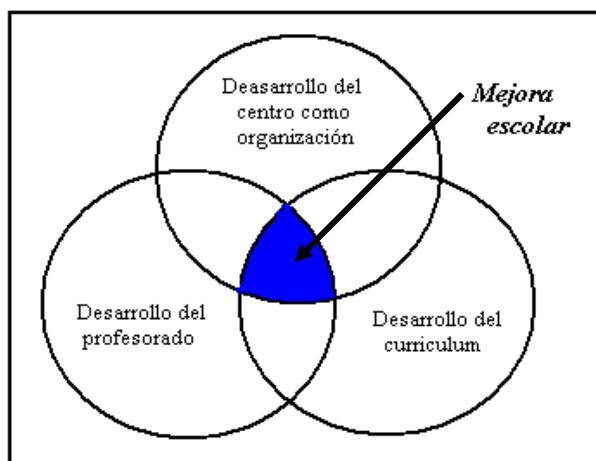 Deasarrollo del
centro como
organización
Mejora
escolar
Desarrollo del
profesorado
Desarrollo del
curriculum